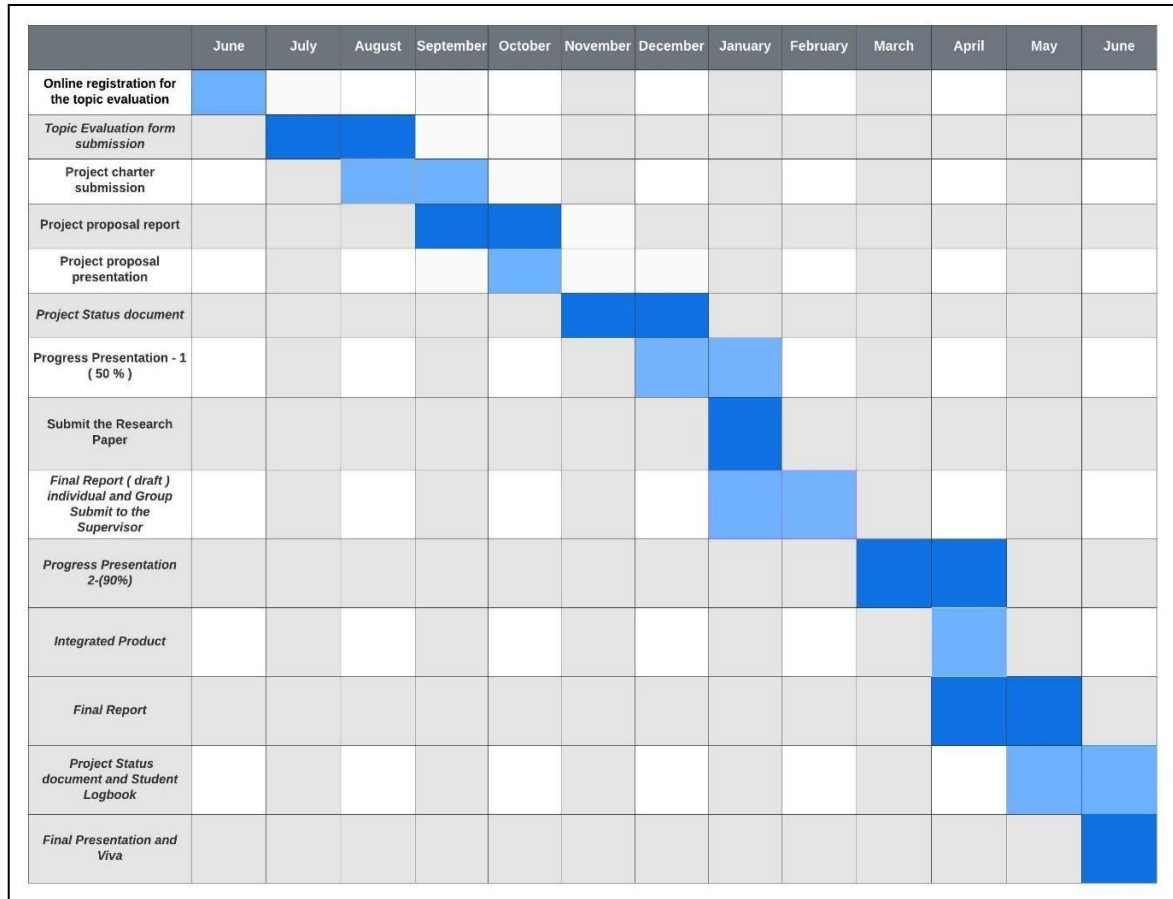 June July August September October November December January February March April May June
Online registration for
the topic evaluation
Topic Evaluation form
submission
Project charter
submission
Project proposal report
Project proposal
presentation
Project Status document
Progress Presentation - 1
( 50 % )
Submit the Research
Paper
Final Report ( draft )
individual and Group
Submit to the
Supervisor
Progress Presentation
2-(90%)
Integrated Product
Final Report
Project Status
document and Student
Logbook
Final Presentation and
Viva